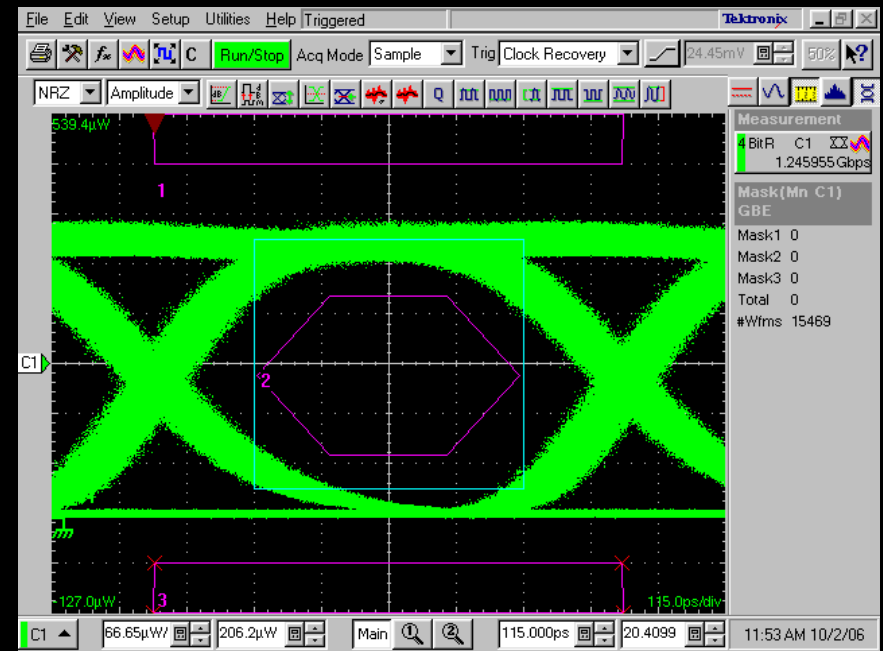 File Edit View Setup Utilities Help Triggered Tektronix
C Run/Stop Acq Mode Sample Trig Clock Recovery 24.45mV 50%
NRZ Amplitude Q
539.4µW
1
2
3
C1
-127.0µW
115.0ps/div
Measurement
4 BitR C1
1.245955Gbps
Mask(Mn C1)
GBE
Mask1 0
Mask2 0
Mask3 0
Total 0
#Wfms 15469
C1 66.65µW/ 206.2µW Main 1 2 115.000ps 20.4099 11:53 AM 10/2/06